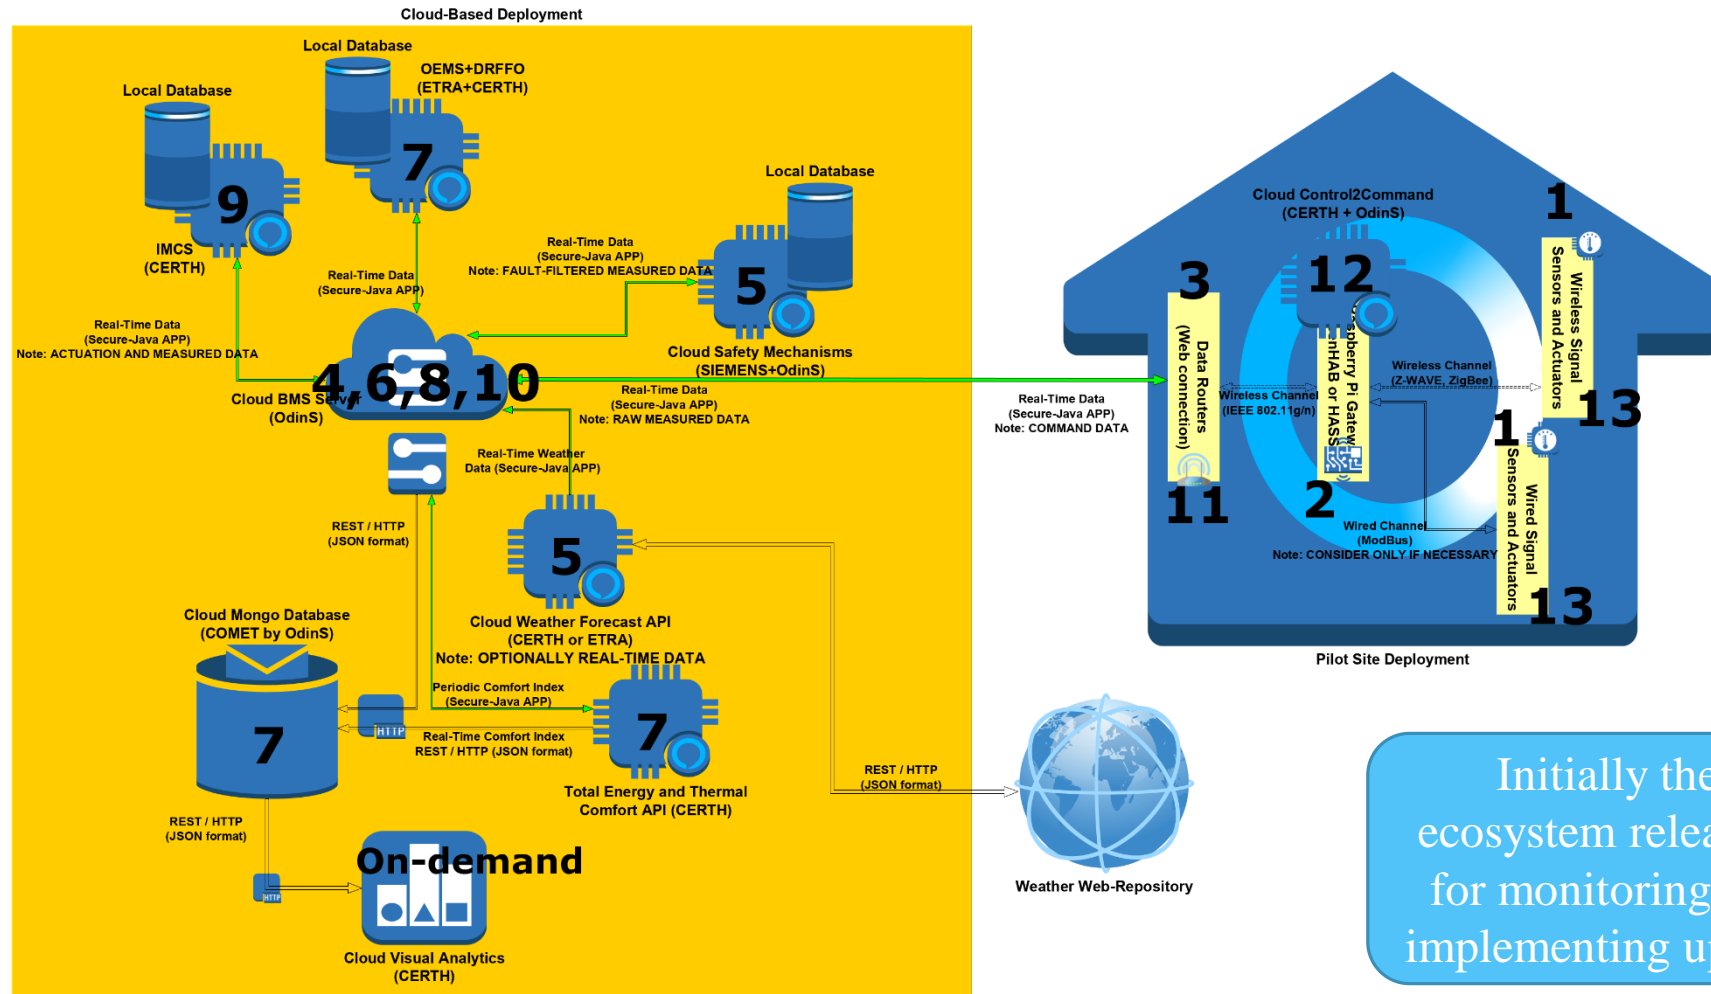 Cloud-Based Deployment
Local Database
OEMS+DRFFO
(ETRA+CERTH)
7
Local Database
9
IMCS
(CERTH)
Local Database
5
Cloud Safety Mechanisms
(SIEMENS+OdinS)
Real-Time Data
(Secure-Java APP)
Note: FAULT-FILTERED MEASURED DATA
Real-Time Data
(Secure-Java APP)
Real-Time Data
(Secure-Java APP)
Note: ACTUATION AND MEASURED DATA
4,6,8,10
Cloud BMS Server
(OdinS)
Real-Time Data
(Secure-Java APP)
Note: RAW MEASURED DATA
Real-Time Weather
Data (Secure-Java APP)
REST / HTTP
(JSON format)
5
Cloud Weather Forecast API
(CERTH or ETRA)
Note: OPTIONALLY REAL-TIME DATA
Cloud Mongo Database
(COMET by OdinS)
7
HTTP
Periodic Comfort Index
(Secure-Java APP)
Real-Time Comfort Index
REST / HTTP (JSON format)
7
Total Energy and Thermal
Comfort API (CERTH)
REST / HTTP
(JSON format)
REST / HTTP
(JSON format)
HTTP
On-demand
Cloud Visual Analytics
(CERTH)
Weather Web-Repository
Real-Time Data
(Secure-Java APP)
Note: COMMAND DATA
Cloud Control2Command
(CERTH + OdinS)
12
3
Data Routers
(Web connection)
11
Wireless Channel
(IEEE 802.11g/n)
Pi
or HASS
2
Wireless Channel
(Z-WAVE, ZigBee)
1
Wireless Signal
Sensors and Actuators
13
1
Wired Signal
Sensors and Actuators
13
Wired Channel
(ModBus)
Note: CONSIDER ONLY IF NECESSARY
Pilot Site Deployment
Initially the
ecosystem
for monitoring
implementing